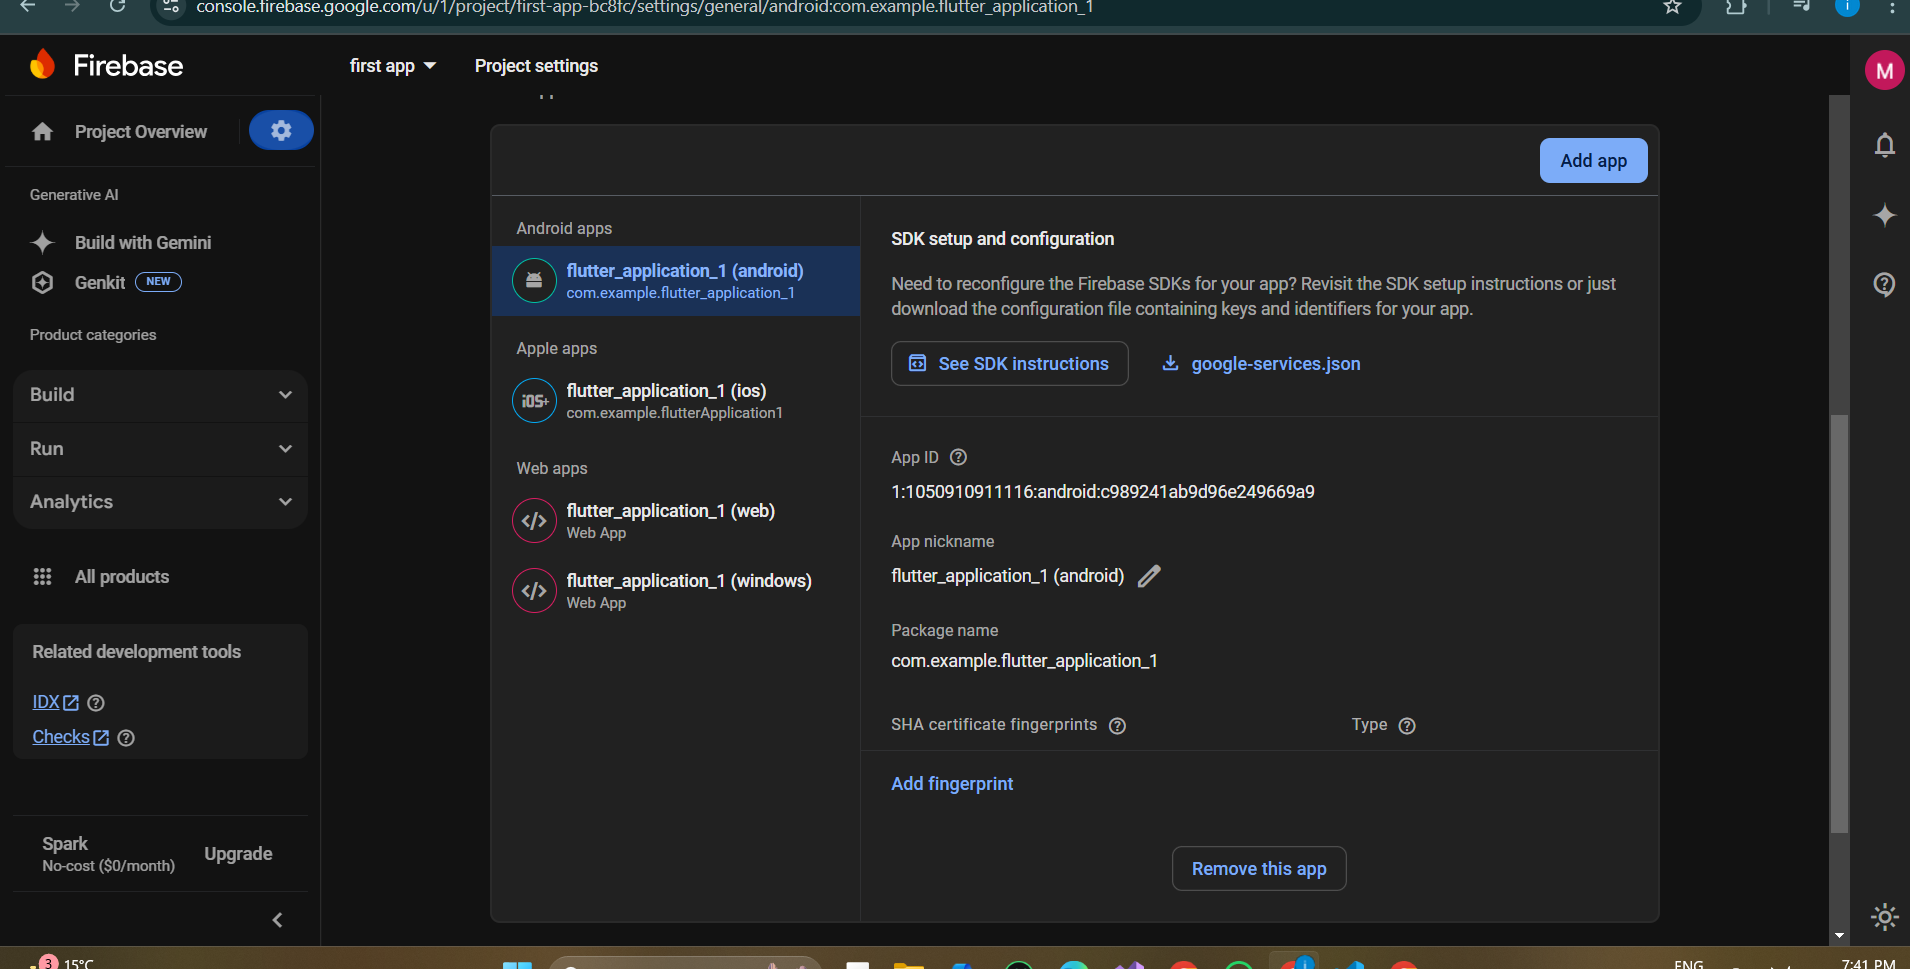 console.firebase.google.com/u/1/project/first-app-bc8fc/settings/general/android:com.example.flutter_application_1
i
Firebase
first app
Project settings
M
Project Overview
Add app
Generative AI
Build with Gemini
Genkit NEW
Product categories
Build
Run
Analytics
All products
Related development tools
IDX
Checks
Spark
No-cost ($0/month)
Upgrade
Android apps
flutter_application_1 (android)
com.example.flutter_application_1
Apple apps
iOS+
flutter_application_1 (ios)
com.example.flutterApplication1
Web apps
flutter_application_1 (web)
Web App
flutter_application_1 (windows)
Web App
SDK setup and configuration
Need to reconfigure the Firebase SDKs for your app? Revisit the SDK setup instructions or just
download the configuration file containing keys and identifiers for your app.
See SDK instructions
google-services.json
App ID
1:1050910911116:android:c989241ab9d96e249669a9
App nickname
flutter_application_1 (android)
Package name
com.example.flutter_application_1
SHA certificate fingerprints
Type
Add fingerprint
Remove this app
3
15°C
ENG
7:41 PM